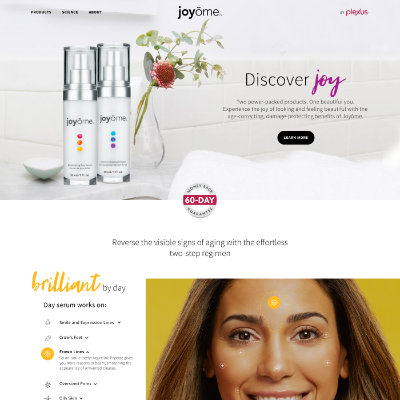 PRODUCTS SCIENCE ABOUT
joyōme.
BY plexus
joyōme.
joyōme.
Discover joy
Two power-packed products. One beautiful you.
Experience the joy of looking and feeling beautiful with the
age-correcting, damage-protecting benefits of Joyōme.
LEARN MORE
MONEY BACK
60-DAY
GUARANTEE
Reverse the visible signs of aging with the effortless
two-step regimen
brilliant by day
Day serum works on:
Smile and Expression Lines
Crow's Feet
Frown Lines
Oversized Pores
Oily Skin